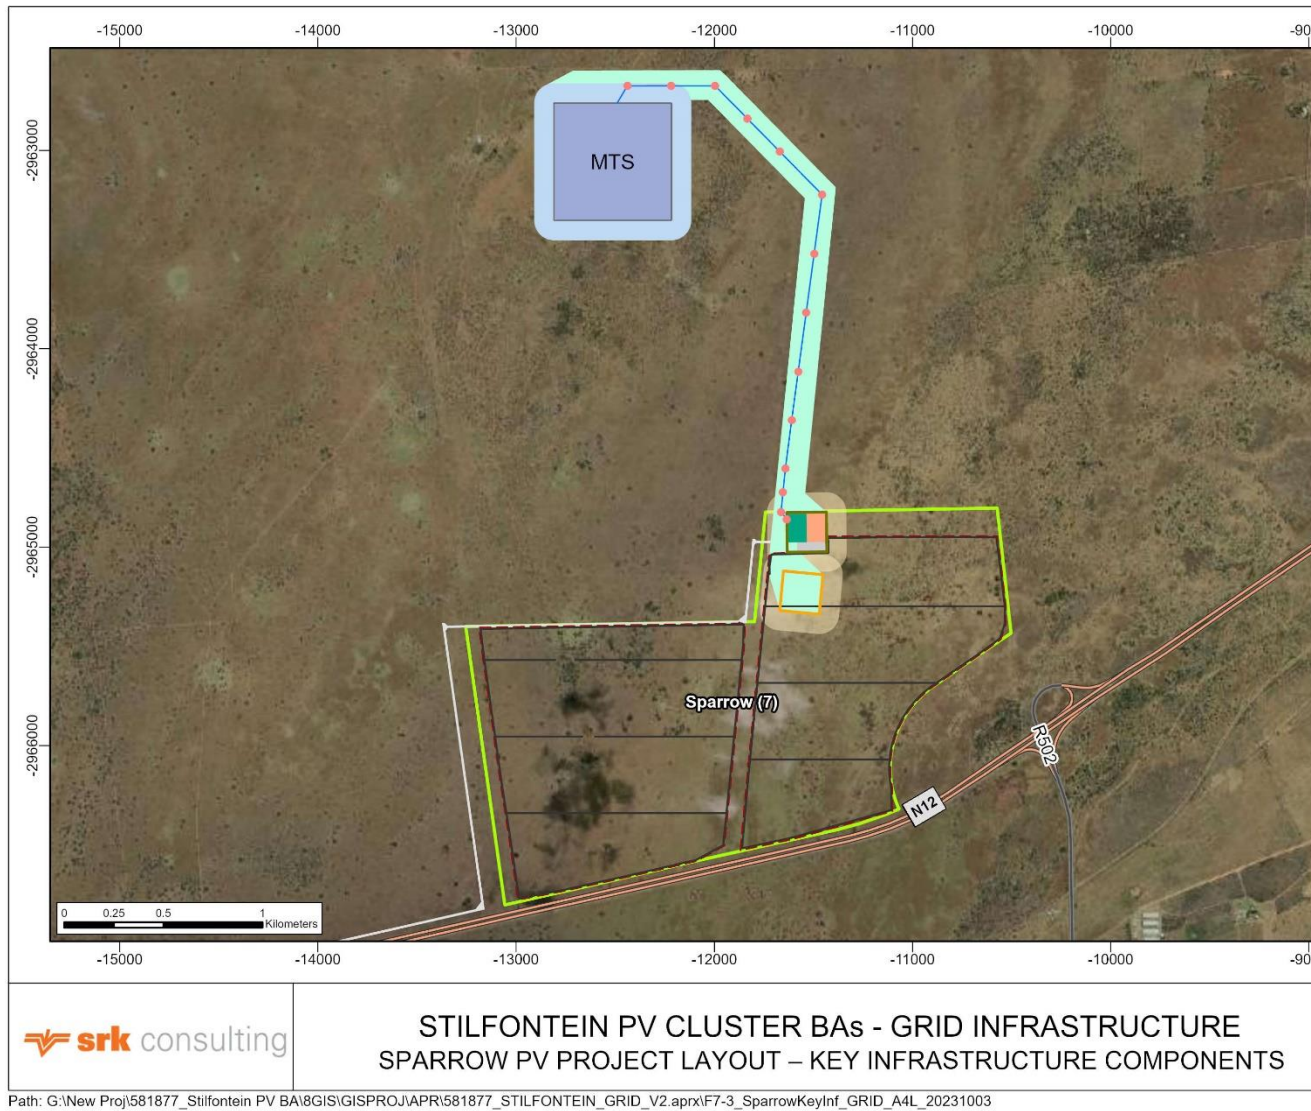 -15000 -14000 -13000 -12000 -11000 -10000 -90
-2963000
MTS
-2964000
-2965000
Sparrow (7)
R502
-2966000
N12
0 0.25 0.5 1
Kilometers
-15000 -14000 -13000 -12000 -11000 -10000 -90
srk consulting
STILFONTEIN PV CLUSTER BAs - GRID INFRASTRUCTURE
SPARROW PV PROJECT LAYOUT – KEY INFRASTRUCTURE COMPONENTS
Path: G:\New Proj\581877_Stilfontein PV BA\8GIS\GISPROJ\APR\581877_STILFONTEIN_GRID_V2.aprx\F7-3_SparrowKeyInf_GRID_A4L_20231003